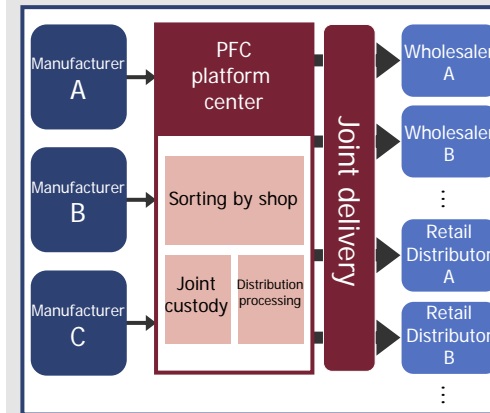 Manufacturer
A
Manufacturer
B
Manufacturer
C
PFC
platform
center
Sorting by shop
Joint
custody
Distribution
processing
Joint delivery
Wholesaler
A
Wholesaler
B
⋮
Retail
Distributor
A
Retail
Distributor
B
⋮